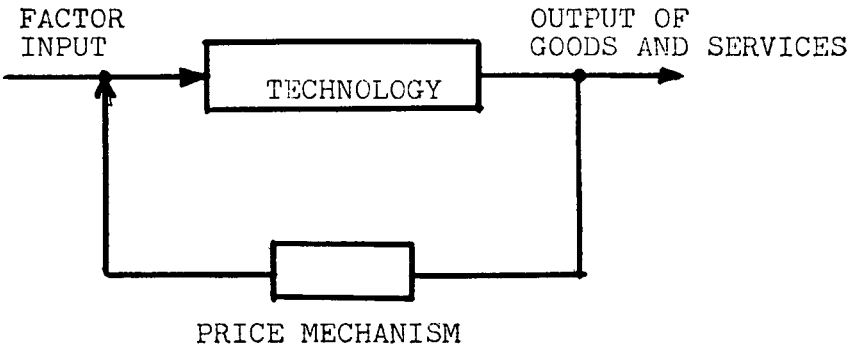 FACTOR
INPUT
OUTPUT OF
GOODS AND SERVICES
TECHNOLOGY
PRICE MECHANISM